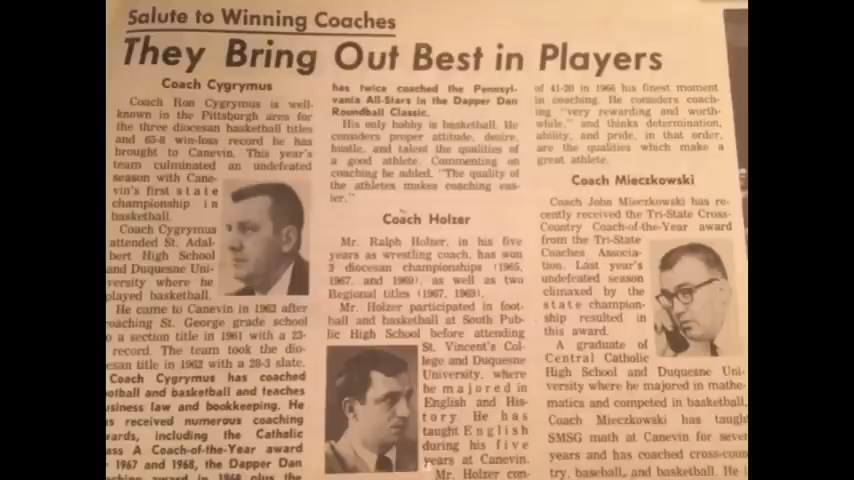 Salute to Winning Coaches
They Bring Out Best in Players
Coach Cygrymus
Coach Ron Cygrymus is well-
known in the Pittsburgh area for
the three diocesan basketball titles
and 65-8 win-loss record he has
brought to Canevin. This year's
team culminated an undefeated
season with Cane-
vin's first state
championship in
basketball.
Coach Cygrymus
attended St. Adal-
bert High School
and Duquesne Uni-
versity where he
played basketball.
He came to Canevin in 1962 after
oaching St. George grade school
o a section title in 1961 with a 23-
record. The team took the dio-
esan title in 1962 with a 28-3 slate.
Coach Cygrymus has coached
otball and basketball and teaches
usiness law and bookkeeping. He
s received numerous coaching
ards, including the Catholic
ass A Coach-of-the-Year award
1967 and 1968, the Dapper Dan
ching award in 1968 plus the
has twice coached the Pennsyl-
vania All-Stars in the Dapper Dan
Roundball Classic.
His only hobby is basketball. He
considers proper attitude, desire,
hustle, and talent the qualities of
a good athlete. Commenting on
coaching he added. "The quality of
the athletes makes coaching eas-
ier."
Coach Holzer
Mr. Ralph Holzer, in his five
years as wrestling coach, has won
3 diocesan championships (1965,
1967, and 1969), as well as two
Regional titles (1967, 1969).
Mr. Holzer participated in foot-
ball and basketball at South Pub-
lic High School before attending
St. Vincent's Col-
lege and Duquesne
University, where
he majored in
English and His-
tory. He has
taught English
during his five
years at Canevin.
Mr. Holzer con-
of 41-20 in 1966 his finest moment
in coaching. He considers coach-
ing "very rewarding and worth-
while," and thinks determination,
ability, and pride, in that order,
are the qualities which make a
great athlete.
Coach Mieczkowski
Coach John Mieczkowski has re-
cently received the Tri-State Cross-
Country Coach-of-the-Year award
from the Tri-State
Coaches Associa-
tion. Last year's
undefeated season
climaxed by the
state champion-
ship resulted in
this award.
A graduate of
Central Catholic
High School and Duquesne Uni-
versity where he majored in mathe-
matics and competed in basketball,
Coach Mieczkowski has taught
SMSG math at Canevin for seven
years and has coached cross-coun
try, baseball, and basketball. He i